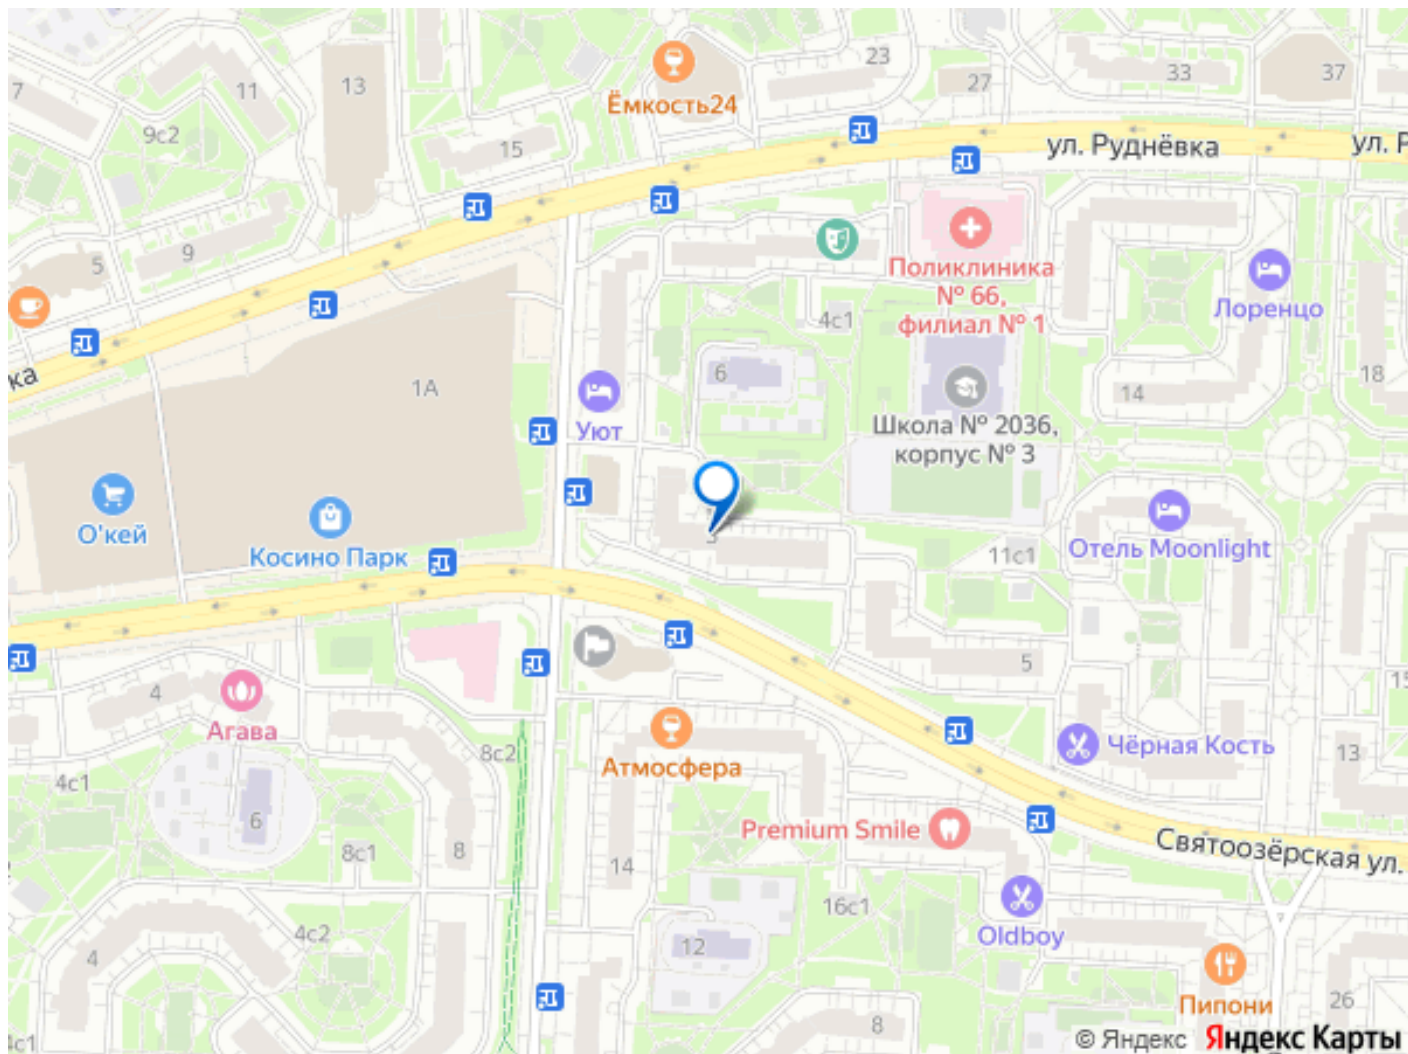 23
33
37
13
27
7
11
Ёмкость24
9с2
15
ул. Руднёвка
ул. Р
9
5
Поликлиника
№ 66,
филиал № 1
Лоренцо
4с1
ка
1А
6
18
14
Уют
Школа № 2036,
корпус № 3
О'кей
Косино Парк
3
11с1
Отель Moonlight
5
4
Агава
15
8с2
Атмосфера
Чёрная Кость
13
4с1
6
Premium Smile
8с1
8
14
Святоозёрская ул.
16с1
4с2
12
Oldboy
4
Пипони
26
8
4с1
© Яндекс Яндекс Карты